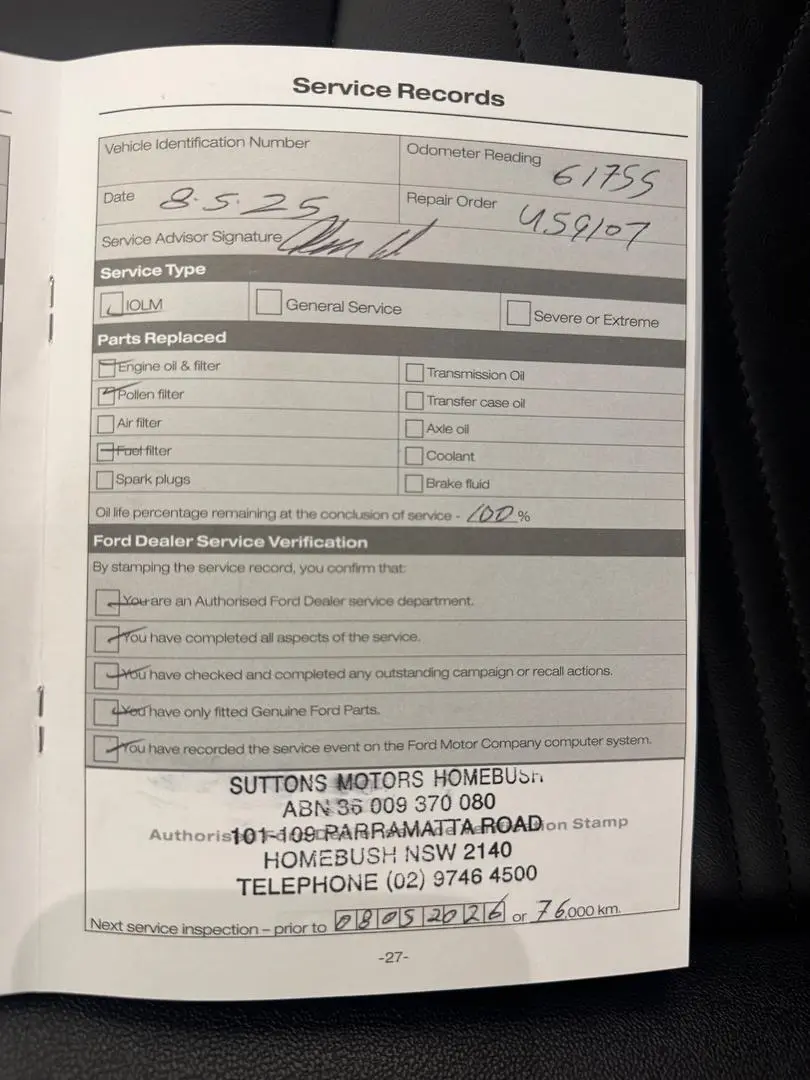 Service Records
Vehicle Identification Number
Odometer Reading 61755
Date 8.5.25
Repair Order U59107
Service Advisor Signature
Service Type
IOLM
General Service
Severe or Extreme
Parts Replaced
Engine oil & filter
Transmission Oil
Pollen filter
Transfer case oil
Air filter
Axle oil
Fuel filter
Coolant
Spark plugs
Brake fluid
Oil life percentage remaining at the conclusion of service - 100 %
Ford Dealer Service Verification
By stamping the service record, you confirm that:
You are an Authorised Ford Dealer service department.
You have completed all aspects of the service.
You have checked and completed any outstanding campaign or recall actions.
You have only fitted Genuine Ford Parts.
You have recorded the service event on the Ford Motor Company computer system.
SUTTONS MOTORS HOMEBUSH
ABN 36 009 370 080
101-109 PARRAMATTA ROAD
Stamp
HOMEBUSH NSW 2140
TELEPHONE (02) 9746 4500
Next service inspection – prior to 08052026 or 76,000 km.
-27-